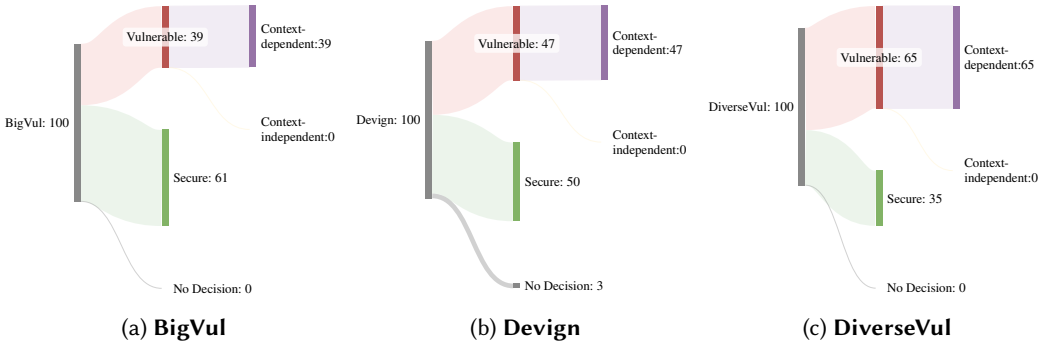 Vulnerable: 39
Context-
dependent:39
BigVul: 100
Context-
independent:0
Secure: 61
No Decision: 0
(a) BigVul
Vulnerable: 47
Context-
dependent:47
Devign: 100
Context-
independent:0
Secure: 50
No Decision: 3
(b) Devign
Vulnerable: 65
Context-
dependent:65
DiverseVul: 100
Context-
independent:0
Secure: 35
No Decision: 0
(c) DiverseVul